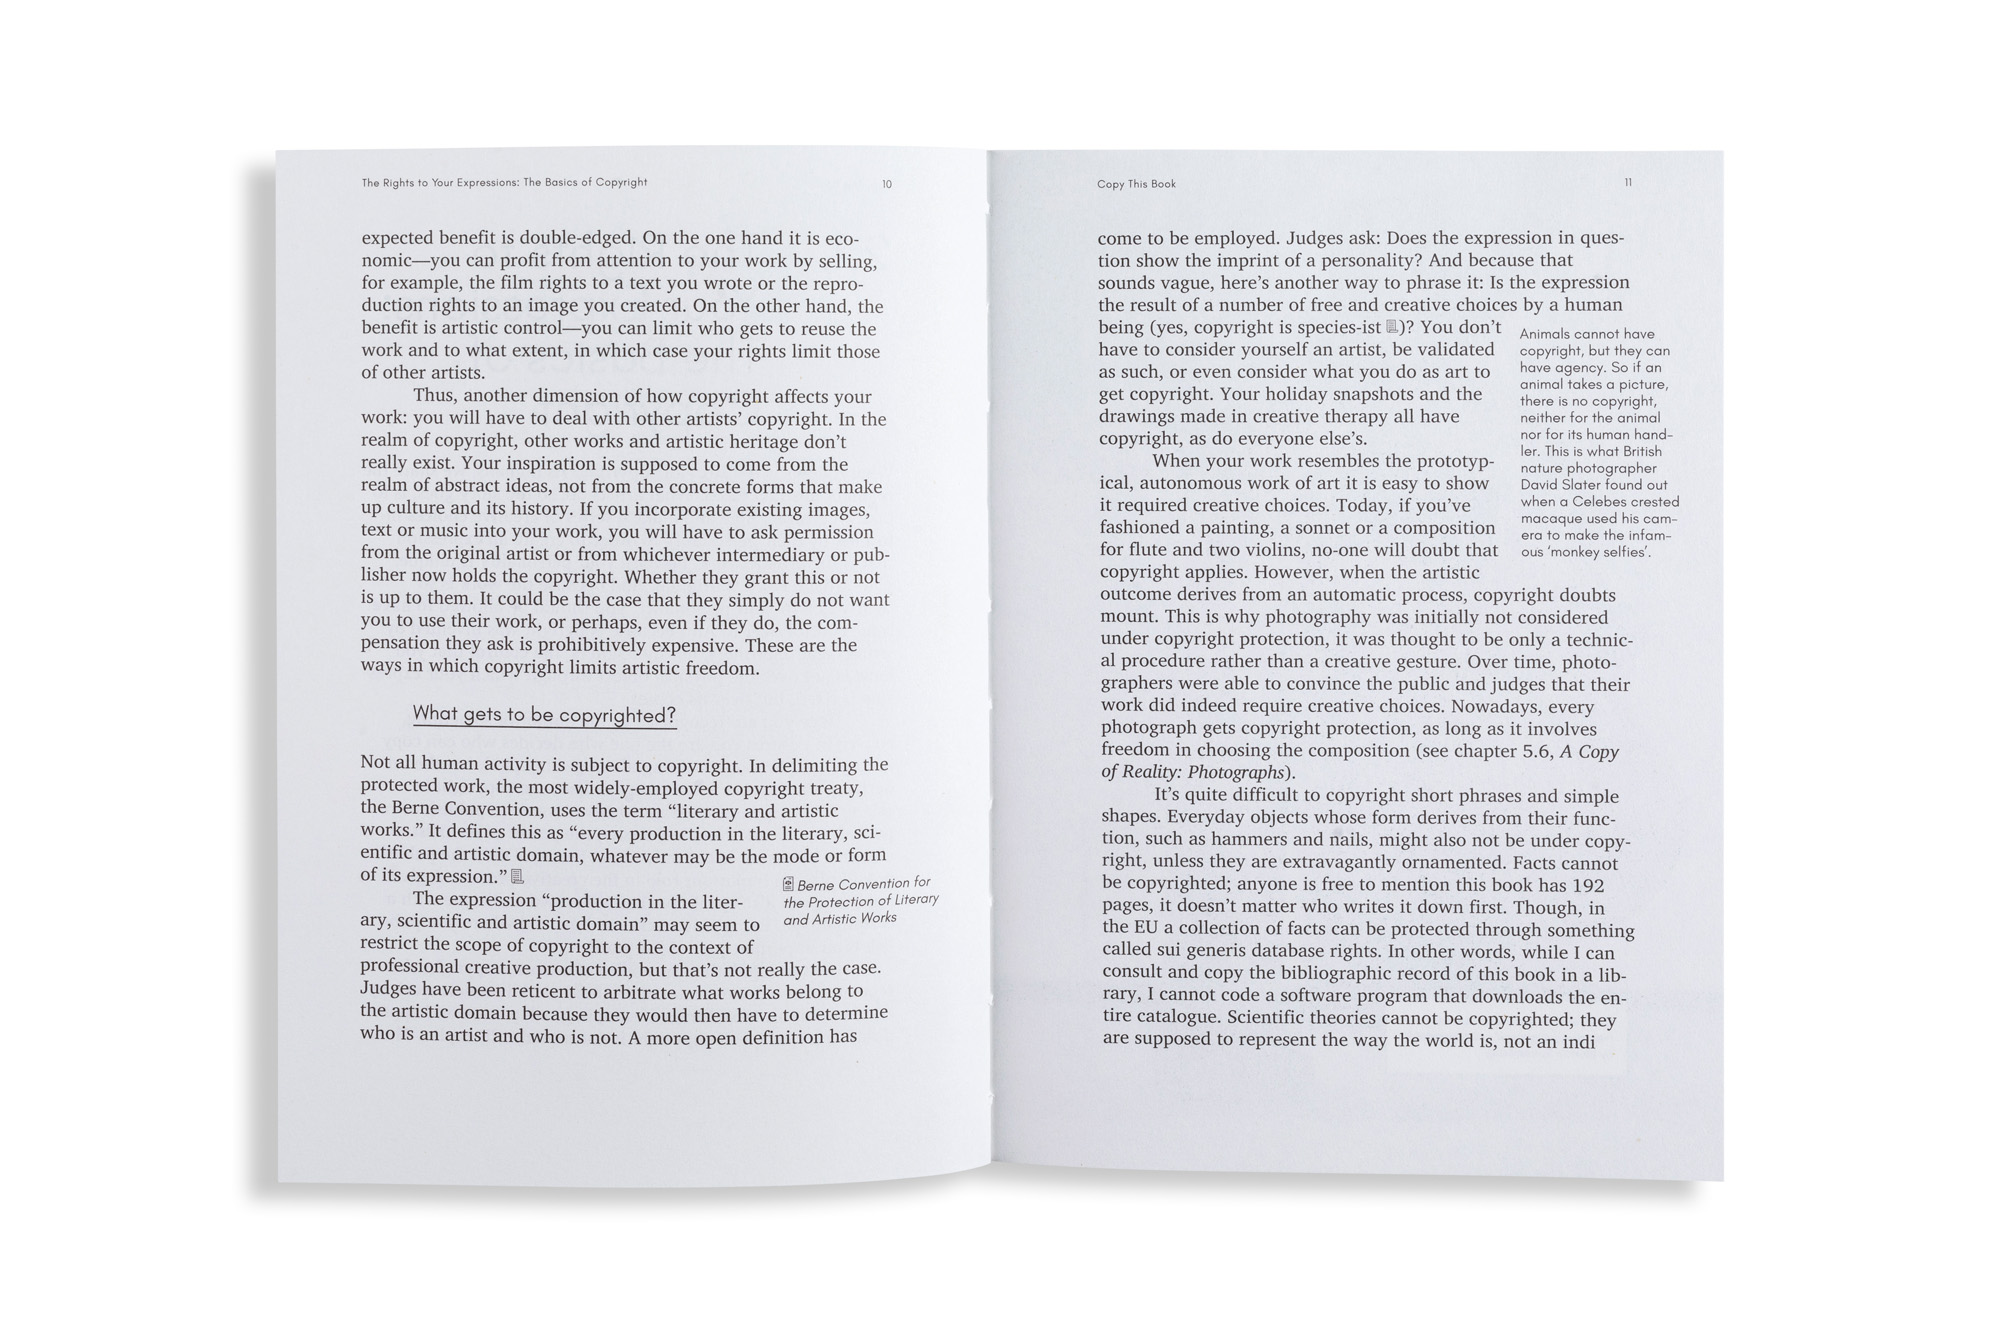 The Rights to Your Expressions: The Basics of Copyright
10
expected benefit is double-edged. On the one hand it is eco-
nomic—you can profit from attention to your work by selling,
for example, the film rights to a text you wrote or the repro-
duction rights to an image you created. On the other hand, the
benefit is artistic control—you can limit who gets to reuse the
work and to what extent, in which case your rights limit those
of other artists.
Thus, another dimension of how copyright affects your
work: you will have to deal with other artists’ copyright. In the
realm of copyright, other works and artistic heritage don’t
really exist. Your inspiration is supposed to come from the
realm of abstract ideas, not from the concrete forms that make
up culture and its history. If you incorporate existing images,
text or music into your work, you will have to ask permission
from the original artist or from whichever intermediary or pub-
lisher now holds the copyright. Whether they grant this or not
is up to them. It could be the case that they simply do not want
you to use their work, or perhaps, even if they do, the com-
pensation they ask is prohibitively expensive. These are the
ways in which copyright limits artistic freedom.
What gets to be copyrighted?
Not all human activity is subject to copyright. In delimiting the
protected work, the most widely-employed copyright treaty,
the Berne Convention, uses the term “literary and artistic
works.” It defines this as “every production in the literary, sci-
entific and artistic domain, whatever may be the mode or form
of its expression.”
The expression “production in the liter-
ary, scientific and artistic domain” may seem to
restrict the scope of copyright to the context of
professional creative production, but that’s not really the case.
Judges have been reticent to arbitrate what works belong to
the artistic domain because they would then have to determine
who is an artist and who is not. A more open definition has
Berne Convention for
the Protection of Literary
and Artistic Works
Copy This Book
11
come to be employed. Judges ask: Does the expression in ques-
tion show the imprint of a personality? And because that
sounds vague, here’s another way to phrase it: Is the expression
the result of a number of free and creative choices by a human
being (yes, copyright is species-ist )? You don’t
have to consider yourself an artist, be validated
as such, or even consider what you do as art to
get copyright. Your holiday snapshots and the
drawings made in creative therapy all have
copyright, as do everyone else’s.
When your work resembles the prototyp-
ical, autonomous work of art it is easy to show
it required creative choices. Today, if you’ve
fashioned a painting, a sonnet or a composition
for flute and two violins, no-one will doubt that
copyright applies. However, when the artistic
outcome derives from an automatic process, copyright doubts
mount. This is why photography was initially not considered
under copyright protection, it was thought to be only a technic-
al procedure rather than a creative gesture. Over time, photo-
graphers were able to convince the public and judges that their
work did indeed require creative choices. Nowadays, every
photograph gets copyright protection, as long as it involves
freedom in choosing the composition (see chapter 5.6, A Copy
of Reality: Photographs).
It’s quite difficult to copyright short phrases and simple
shapes. Everyday objects whose form derives from their func-
tion, such as hammers and nails, might also not be under copy-
right, unless they are extravagantly ornamented. Facts cannot
be copyrighted; anyone is free to mention this book has 192
pages, it doesn’t matter who writes it down first. Though, in
the EU a collection of facts can be protected through something
called sui generis database rights. In other words, while I can
consult and copy the bibliographic record of this book in a lib-
rary, I cannot code a software program that downloads the en-
tire catalogue. Scientific theories cannot be copyrighted; they
are supposed to represent the way the world is, not an indi
Animals cannot have
copyright, but they can
have agency. So if an
animal takes a picture,
there is no copyright,
neither for the animal
nor for its human hand-
ler. This is what British
nature photographer
David Slater found out
when a Celebes crested
macaque used his cam-
era to make the infam-
ous ‘monkey selfies’.